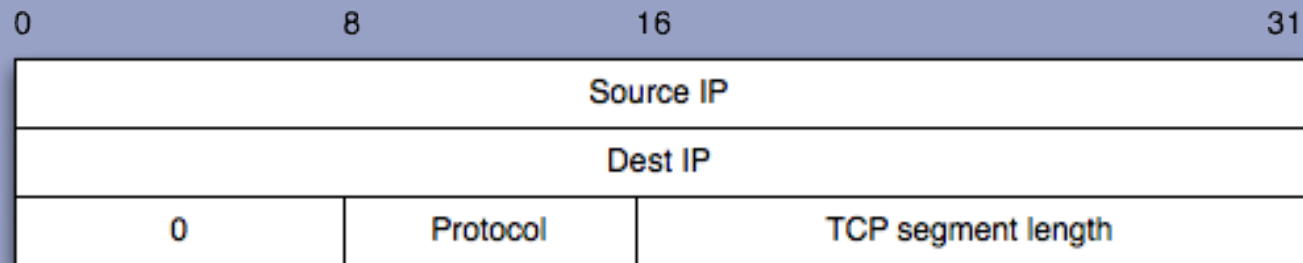 0 8 16 31
Source IP
Dest IP
0 Protocol TCP segment length